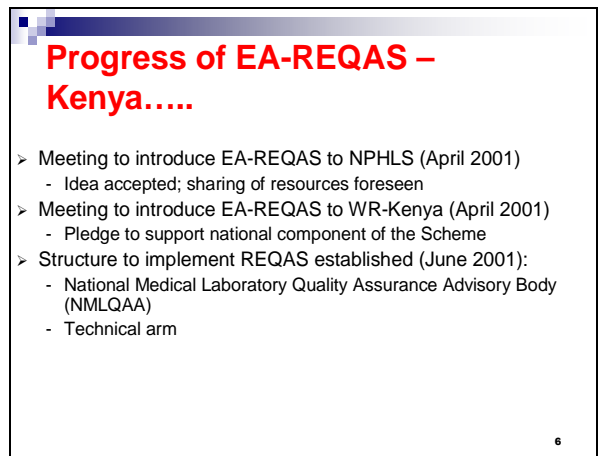 Progress of EA-REQAS –
Kenya…..
➢ Meeting to introduce EA-REQAS to NPHLS (April 2001)
- Idea accepted; sharing of resources foreseen
➢ Meeting to introduce EA-REQAS to WR-Kenya (April 2001)
- Pledge to support national component of the Scheme
➢ Structure to implement REQAS established (June 2001):
- National Medical Laboratory Quality Assurance Advisory Body
(NMLQAA)
- Technical arm
6